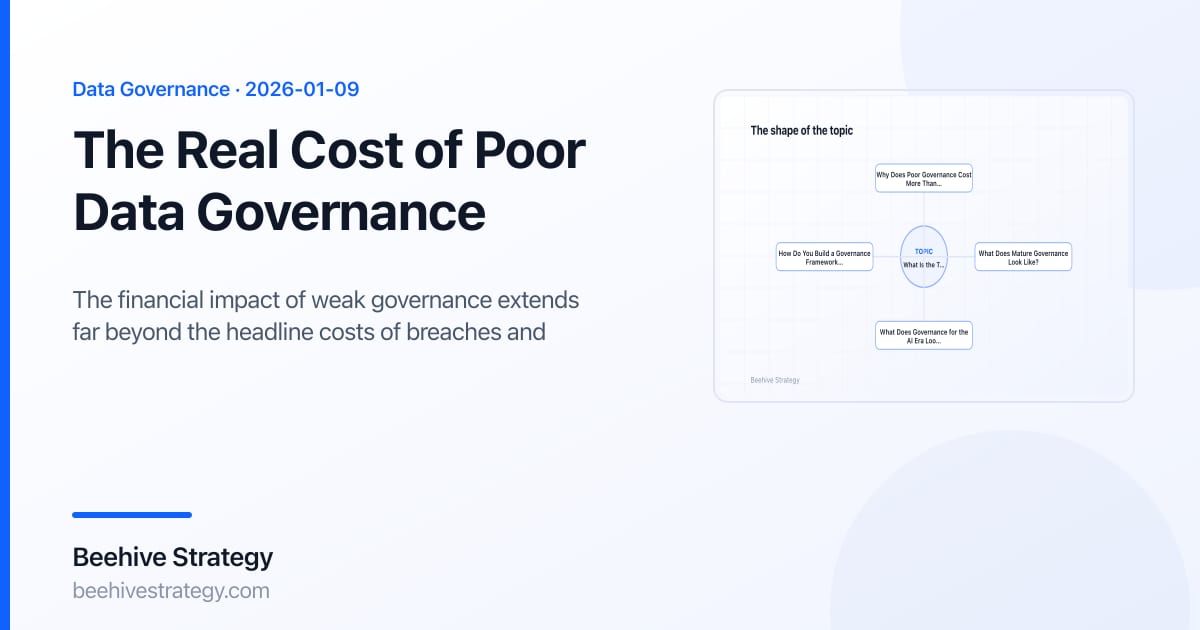 Data Governance · 2026-01-09
The Real Cost of Poor
Data Governance
The financial impact of weak governance extends
far beyond the headline costs of breaches and
Beehive Strategy
beehivestrategy.com
The shape of the topic
Why Does Poor Governance Cost
More Than...
How Do You Build a Governance
Framework...
TOPIC
What Is the T...
What Does Mature Governance
Look Like?
What Does Governance for the
AI Era Loo...
Beehive Strategy